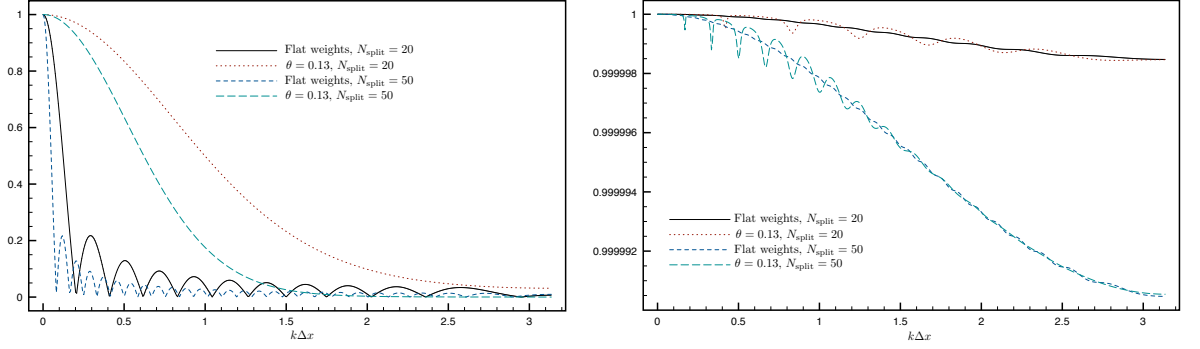 1
0.8
0.6
0.4
0.2
0
0
0.5
1
1.5
2
2.5
3
kΔx
Flat weights, N_split = 20
θ = 0.13, N_split = 20
Flat weights, N_split = 50
θ = 0.13, N_split = 50
1
0.999998
0.999996
0.999994
0.999992
0
0.5
1
1.5
2
2.5
3
kΔx
Flat weights, N_split = 20
θ = 0.13, N_split = 20
Flat weights, N_split = 50
θ = 0.13, N_split = 50